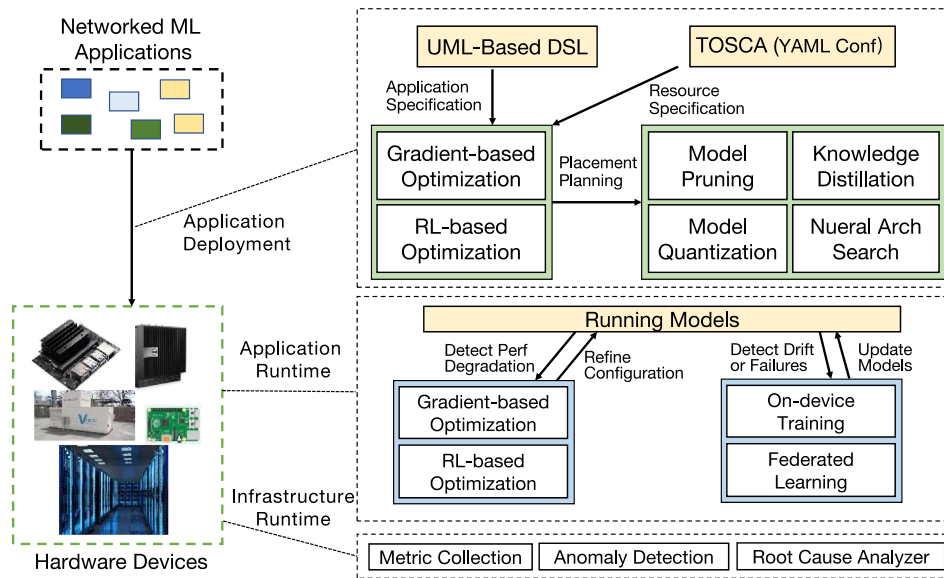 Networked ML
Applications
Application
Deployment
Application
Runtime
Infrastructure
Runtime
Hardware Devices
UML-Based DSL
TOSCA (YAML Conf)
Application
Specification
Resource
Specification
Gradient-based
Optimization
RL-based
Optimization
Placement
Planning
Model
Pruning
Knowledge
Distillation
Model
Quantization
Nueral Arch
Search
Running Models
Detect Perf
Degradation
Refine
Configuration
Detect Drift
or Failures
Update
Models
Gradient-based
Optimization
RL-based
Optimization
On-device
Training
Federated
Learning
Metric Collection
Anomaly Detection
Root Cause Analyzer